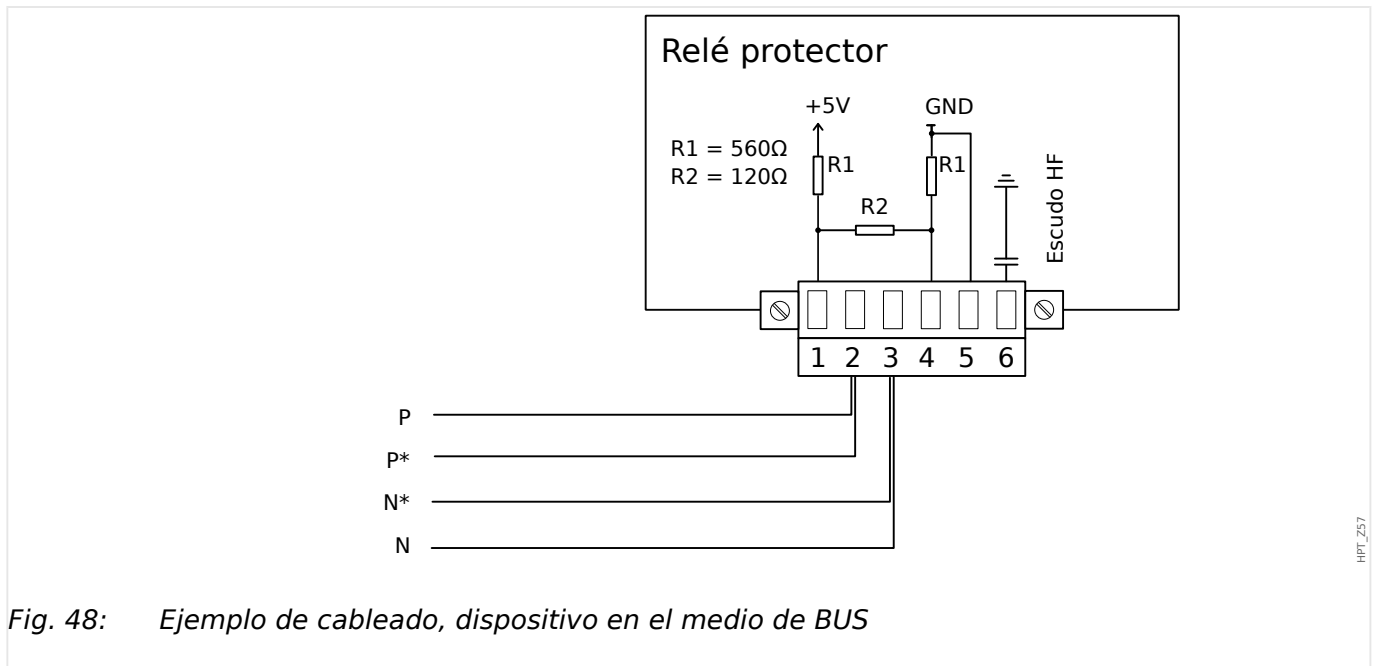 Relé protector
+5V GND
R1 = 560Ω
R2 = 120Ω
R1 R1
R2
Escudo HF
1 2 3 4 5 6
P
P*
N*
N
HPT_Z57
Fig. 48: Ejemplo de cableado, dispositivo en el medio de BUS